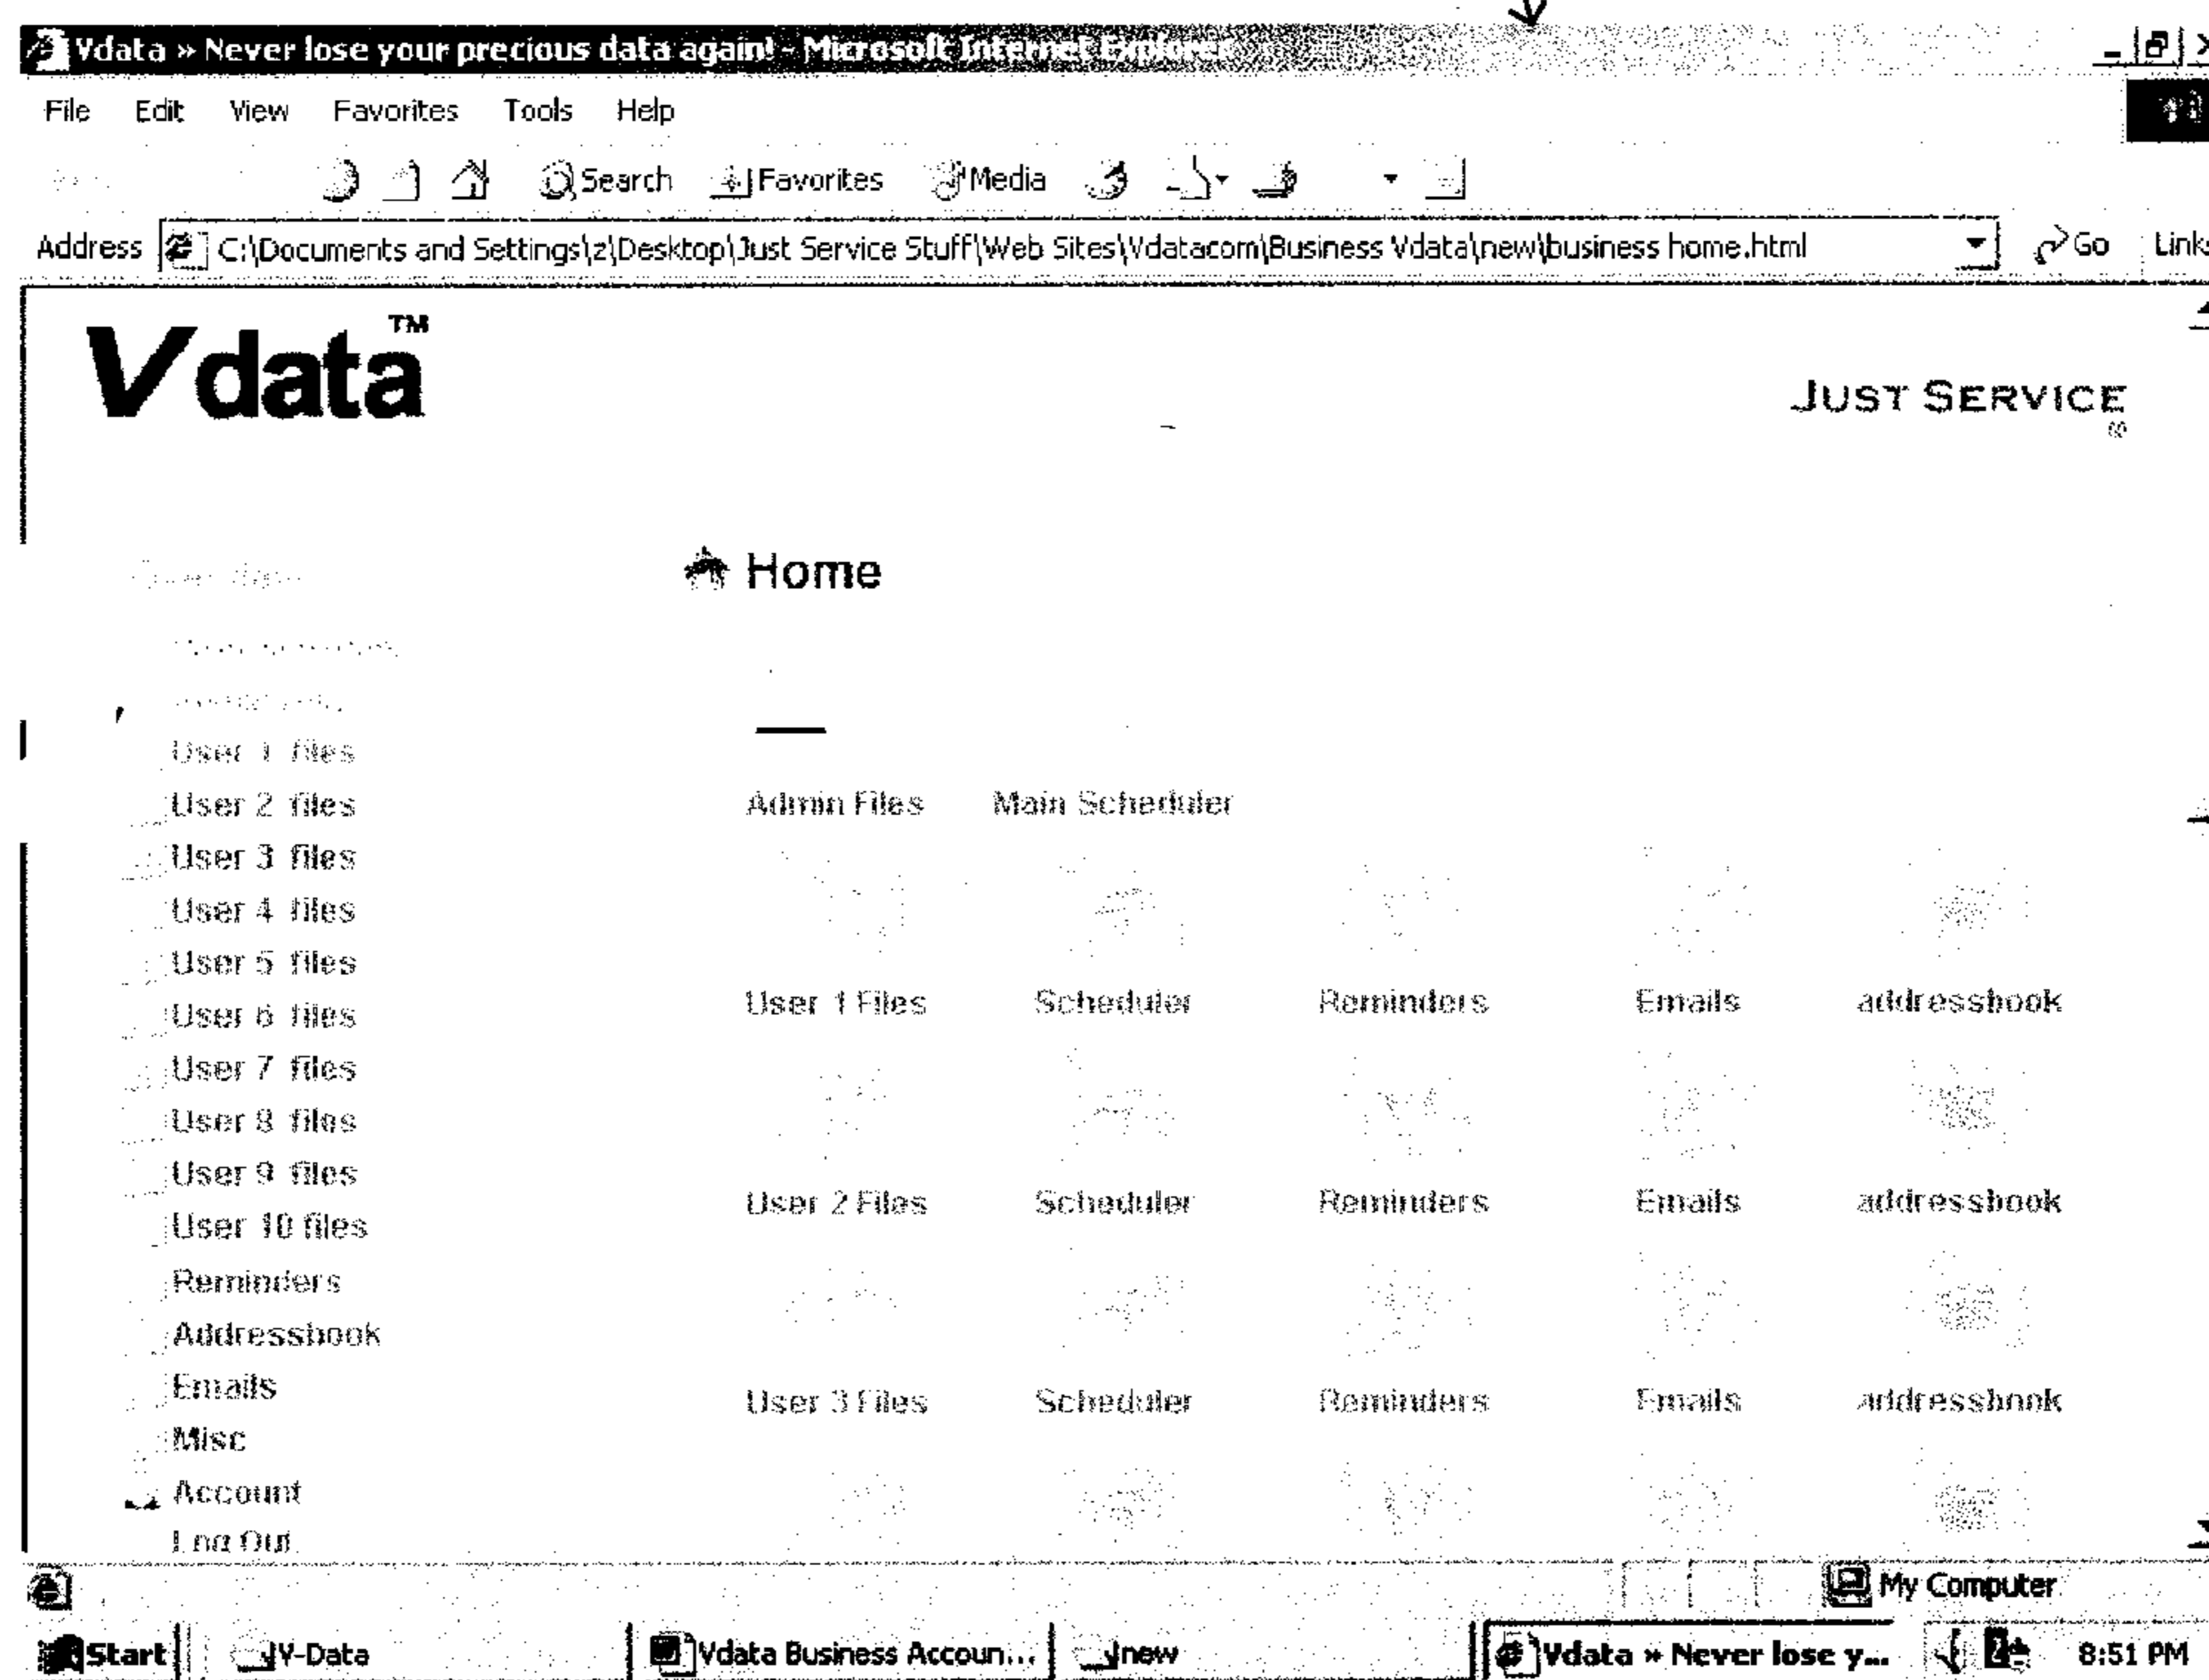 Vdata » Never lose your precious data again! - Microsoft Internet Explorer
File Edit View Favorites Tools Help
Search Favorites Media
Address C:\Documents and Settings\z\Desktop\Just Service Stuff\Web Sites\Vdatacom\Business Vdata\new\business home.html Go Links
Vdata™
JUST SERVICE
®
Home
User 1 files
User 2 files
Admin Files Main Scheduler
User 3 files
User 4 files
User 5 files
User 1 Files Scheduler Reminders Emails addressbook
User 6 files
User 7 files
User 8 files
User 9 files
User 2 Files Scheduler Reminders Emails addressbook
User 10 files
Reminders
Addressbook
Emails
User 3 Files Scheduler Reminders Emails addressbook
Misc
Account
Log Out
My Computer
Start V-Data Vdata Business Accoun... new Vdata » Never lose y... 8:51 PM